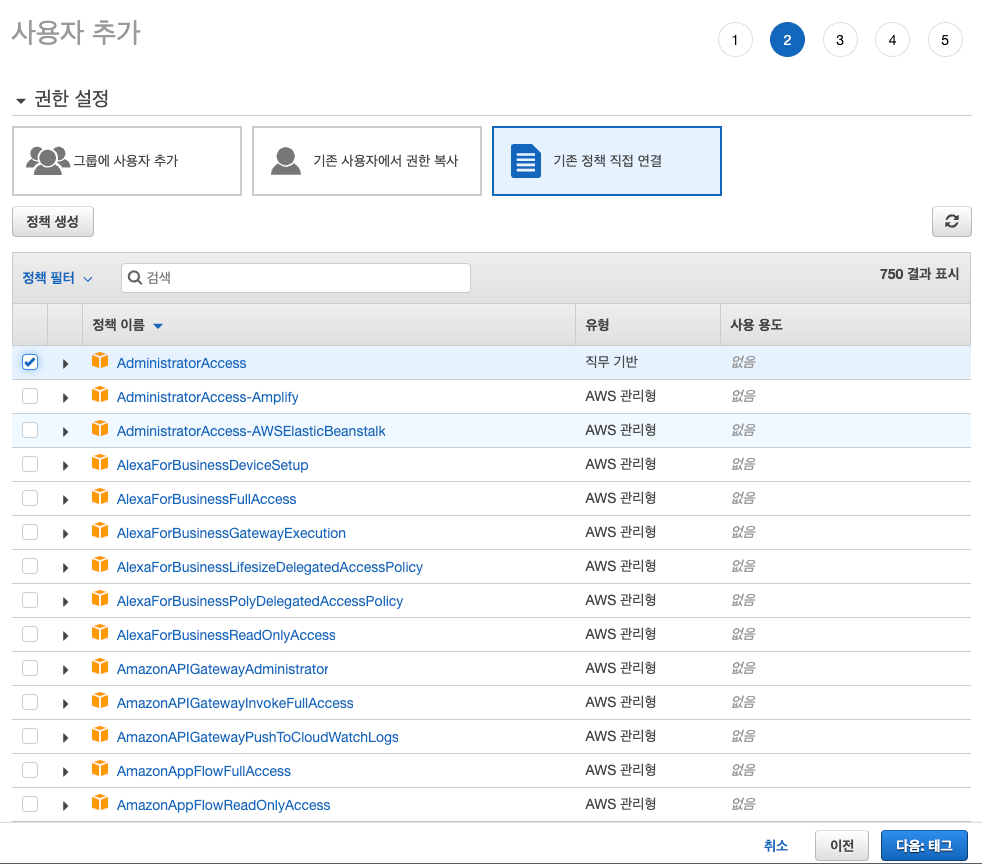 사용자 추가
1 2 3 4 5
권한 설정
그룹에 사용자 추가 기존 사용자에서 권한 복사 기존 정책 직접 연결
정책 생성
정책 필터 검색 750 결과 표시
정책 이름 유형 사용 용도
AdministratorAccess 직무 기반 없음
AdministratorAccess-Amplify AWS 관리형 없음
AdministratorAccess-AWSElasticBeanstalk AWS 관리형 없음
AlexaForBusinessDeviceSetup AWS 관리형 없음
AlexaForBusinessFullAccess AWS 관리형 없음
AlexaForBusinessGatewayExecution AWS 관리형 없음
AlexaForBusinessLifesizeDelegatedAccessPolicy AWS 관리형 없음
AlexaForBusinessPolyDelegatedAccessPolicy AWS 관리형 없음
AlexaForBusinessReadOnlyAccess AWS 관리형 없음
AmazonAPIGatewayAdministrator AWS 관리형 없음
AmazonAPIGatewayInvokeFullAccess AWS 관리형 없음
AmazonAPIGatewayPushToCloudWatchLogs AWS 관리형 없음
AmazonAppFlowFullAccess AWS 관리형 없음
AmazonAppFlowReadOnlyAccess AWS 관리형 없음
취소 이전 다음: 태그